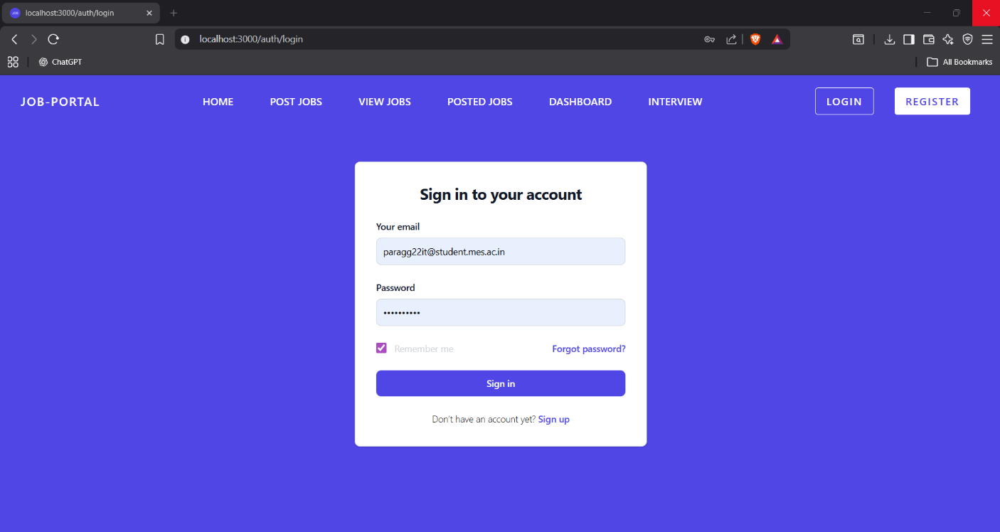 localhost:3000/auth/login
localhost:3000/auth/login
ChatGPT
All Bookmarks
JOB-PORTAL HOME POST JOBS VIEW JOBS POSTED JOBS DASHBOARD INTERVIEW LOGIN REGISTER
Sign in to your account
Your email
paragg22it@student.mes.ac.in
Password
••••••••••
Remember me Forgot password?
Sign in
Don't have an account yet? Sign up